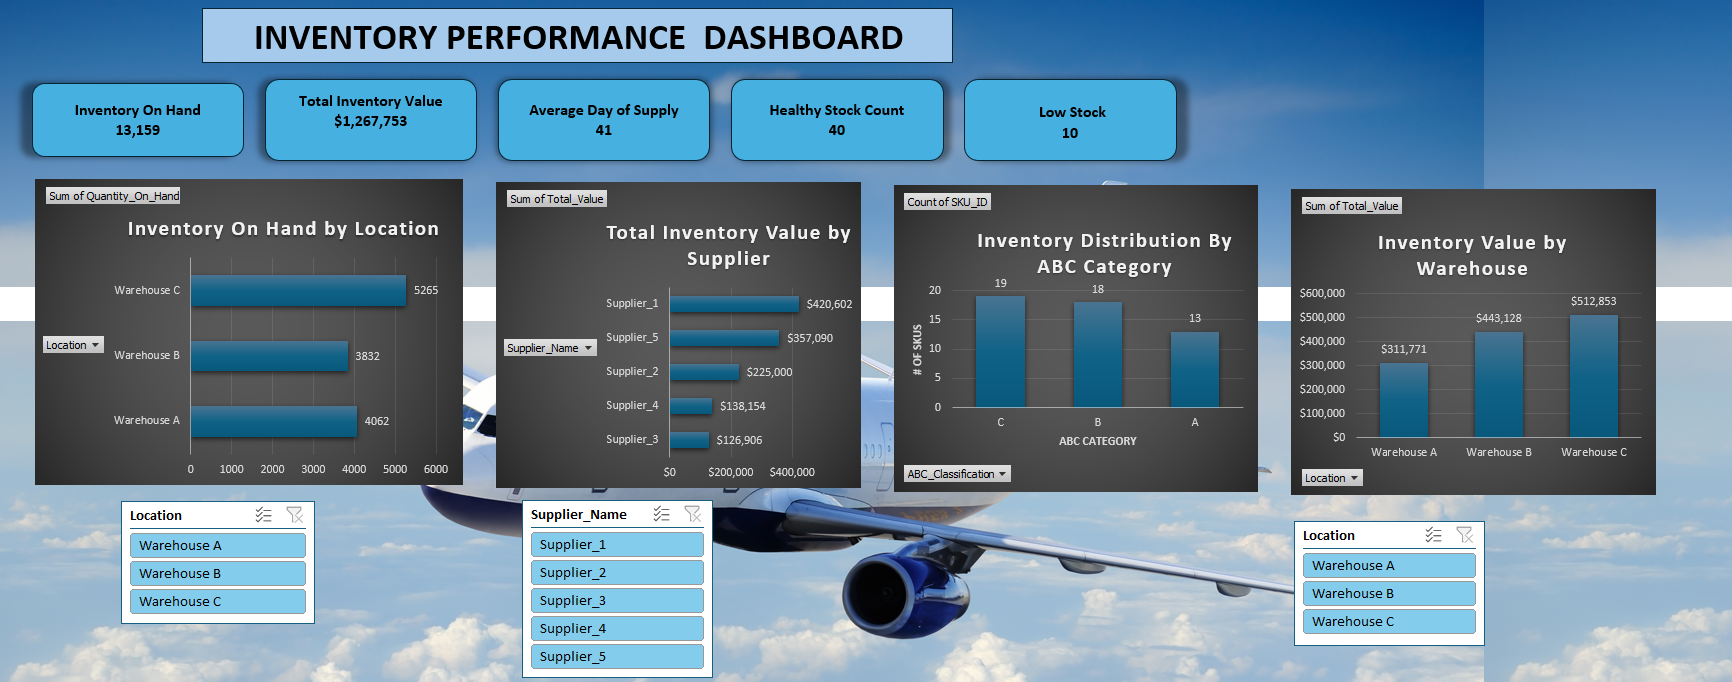 INVENTORY PERFORMANCE DASHBOARD
Inventory On Hand
13,159
Total Inventory Value
$1,267,753
Average Day of Supply
41
Healthy Stock Count
40
Low Stock
10
Sum of Quantity_On_Hand
Inventory On Hand by Location
Warehouse C
5265
Warehouse B
3832
Warehouse A
4062
0 1000 2000 3000 4000 5000 6000
Location
Sum of Total_Value
Total Inventory Value by
Supplier
Supplier_1
$420,602
Supplier_5
$357,090
Supplier_2
$225,000
Supplier_4
$138,154
Supplier_3
$126,906
$0 $200,000 $400,000
Supplier_Name
Count of SKU_ID
Inventory Distribution By
ABC Category
# OF SKUS
20
15
10
5
0
19
18
13
C B A
ABC CATEGORY
ABC_Classification
Sum of Total_Value
Inventory Value by
Warehouse
$600,000
$500,000
$400,000
$300,000
$200,000
$100,000
$0
$311,771
$443,128
$512,853
Warehouse A Warehouse B Warehouse C
Location
Location
Warehouse A
Warehouse B
Warehouse C
Supplier_Name
Supplier_1
Supplier_2
Supplier_3
Supplier_4
Supplier_5
Location
Warehouse A
Warehouse B
Warehouse C